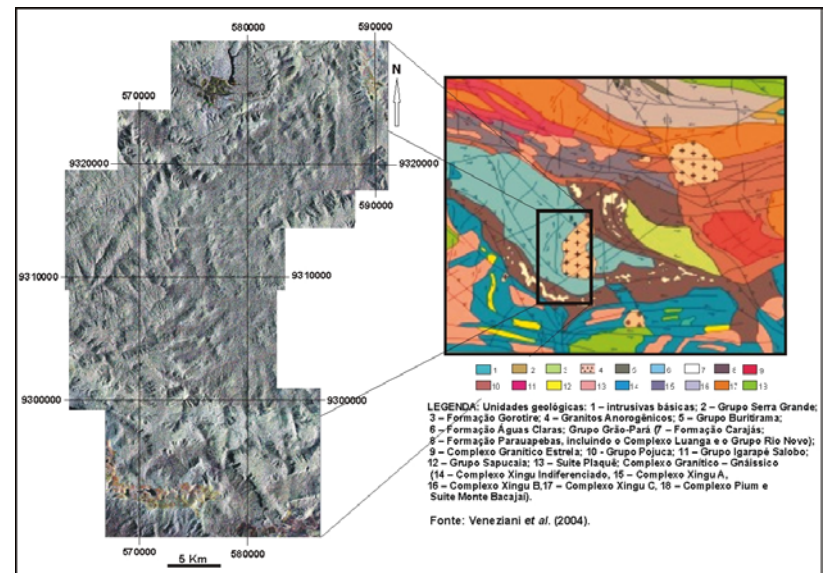 580000
590000
570000
N
9320000
9320000
590000
9310000
9310000
9300000
9300000
570000
580000
5 Km
1 2 3 4 5 6 7 8 9
10 11 12 13 14 15 16 17 18
LEGENDA: Unidades geológicas: 1 – intrusivas básicas; 2 – Grupo Serra Grande;
3 – Formação Gorotire; 4 – Granitos Anorogênicos; 5 – Grupo Buritirama;
6 – Formação Águas Claras; Grupo Grão-Pará (7 – Formação Carajás;
8 – Formação Parauapebas, incluindo o Complexo Luanga e o Grupo Rio Novo);
9 – Complexo Granítico Estrela; 10 - Grupo Pojuca; 11 – Grupo Igarapé Salobo;
12 – Grupo Sapucaia; 13 – Suite Plaquê; Complexo Granítico – Gnáissico
(14 – Complexo Xingu Indiferenciado, 15 – Complexo Xingu A,
16 – Complexo Xingu B,17 – Complexo Xingu C, 18 – Complexo Pium e
Suite Monte Bacajaí).
Fonte: Veneziani et al. (2004).